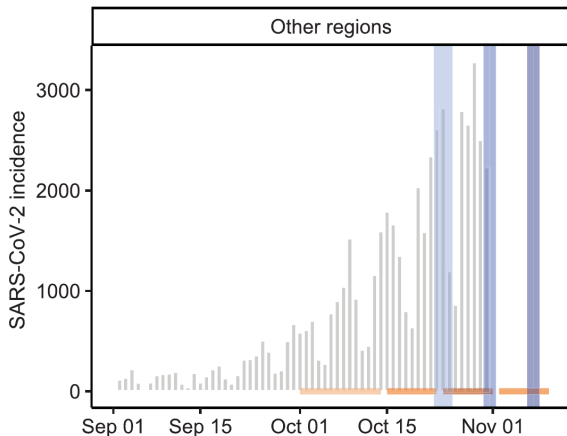 Other regions
SARS-CoV-2 incidence
3000
2000
1000
0
Sep 01 Sep 15 Oct 01 Oct 15 Nov 01